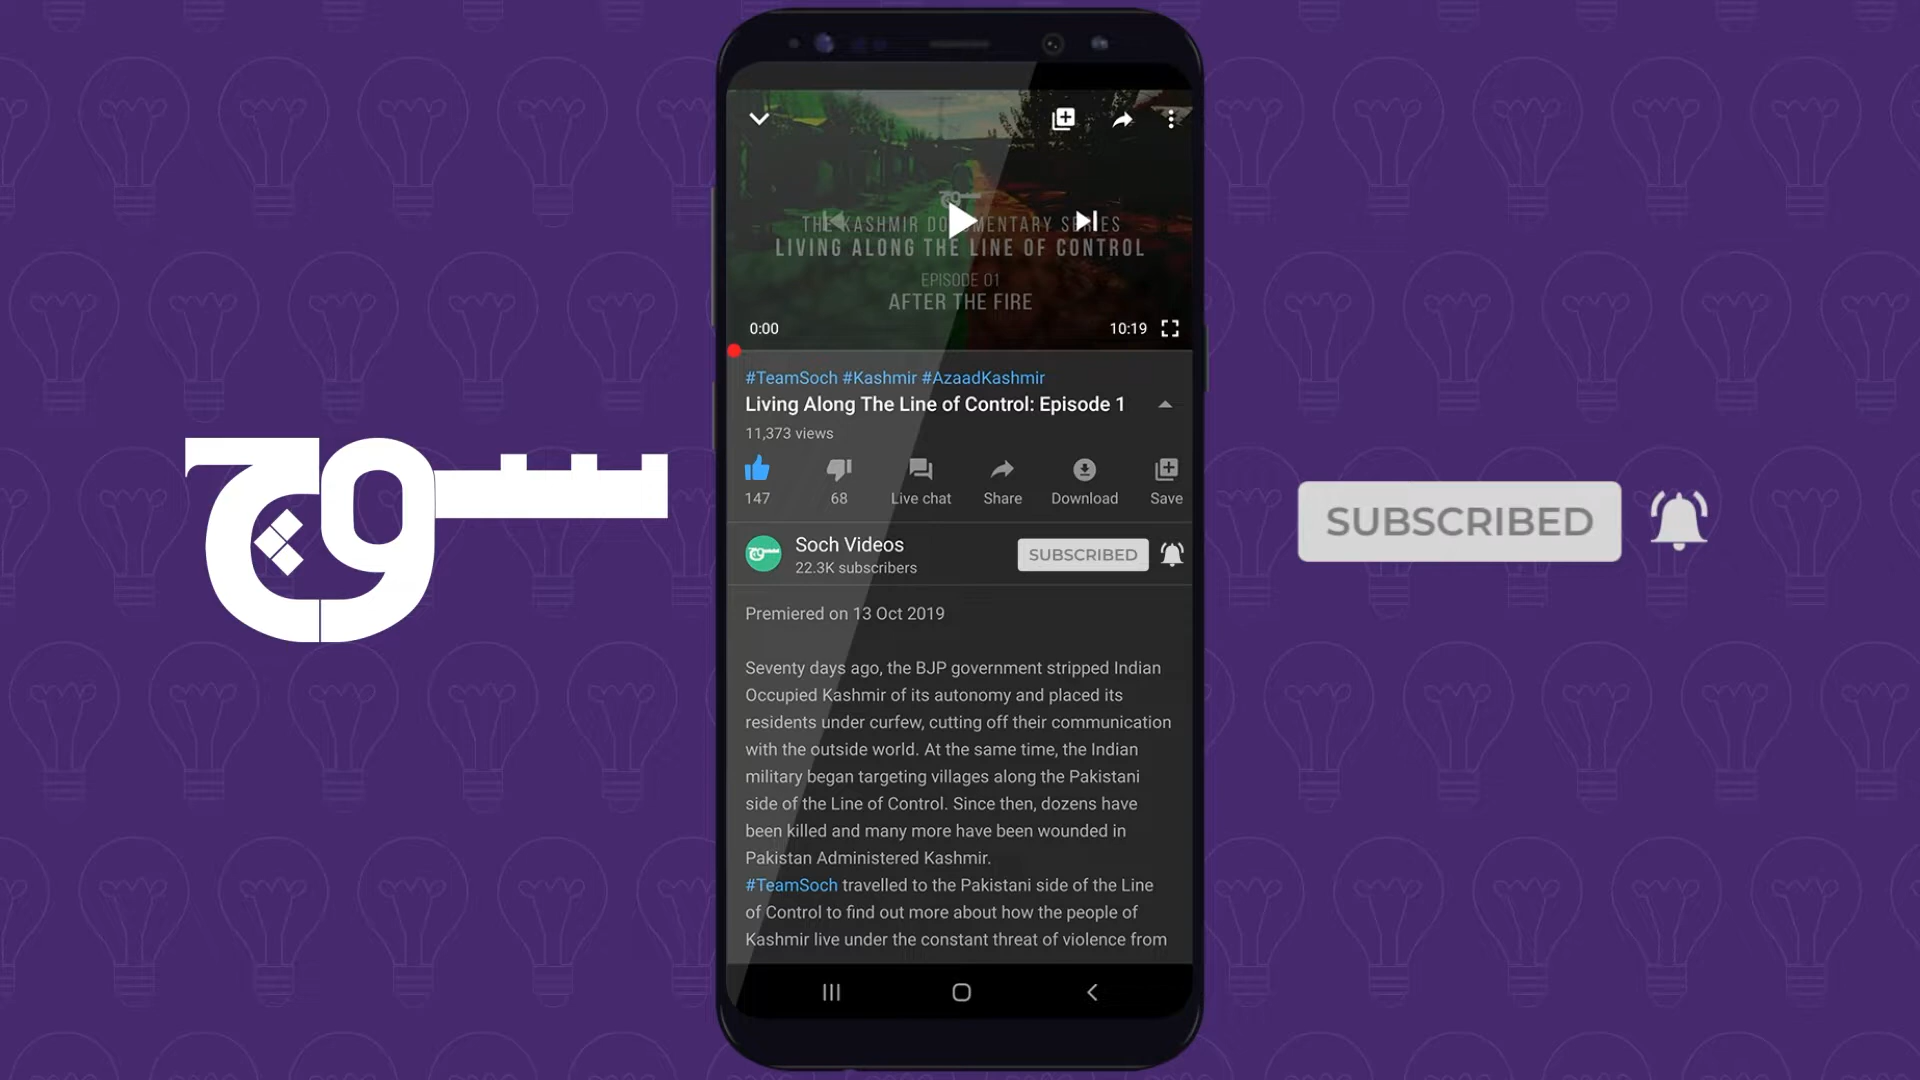 سوچ
THE KASHMIR DOCUMENTARY SERIES
LIVING ALONG THE LINE OF CONTROL
EPISODE 01
AFTER THE FIRE
0:00
10:19
#TeamSoch #Kashmir #AzaadKashmir
Living Along The Line of Control: Episode 1
11,373 views
147
68
Live chat
Share
Download
Save
Soch Videos
22.3K subscribers
SUBSCRIBED
Premiered on 13 Oct 2019
Seventy days ago, the BJP government stripped Indian
Occupied Kashmir of its autonomy and placed its
residents under curfew, cutting off their communication
with the outside world. At the same time, the Indian
military began targeting villages along the Pakistani
side of the Line of Control. Since then, dozens have
been killed and many more have been wounded in
Pakistan Administered Kashmir.
#TeamSoch travelled to the Pakistani side of the Line
of Control to find out more about how the people of
Kashmir live under the constant threat of violence from
SUBSCRIBED